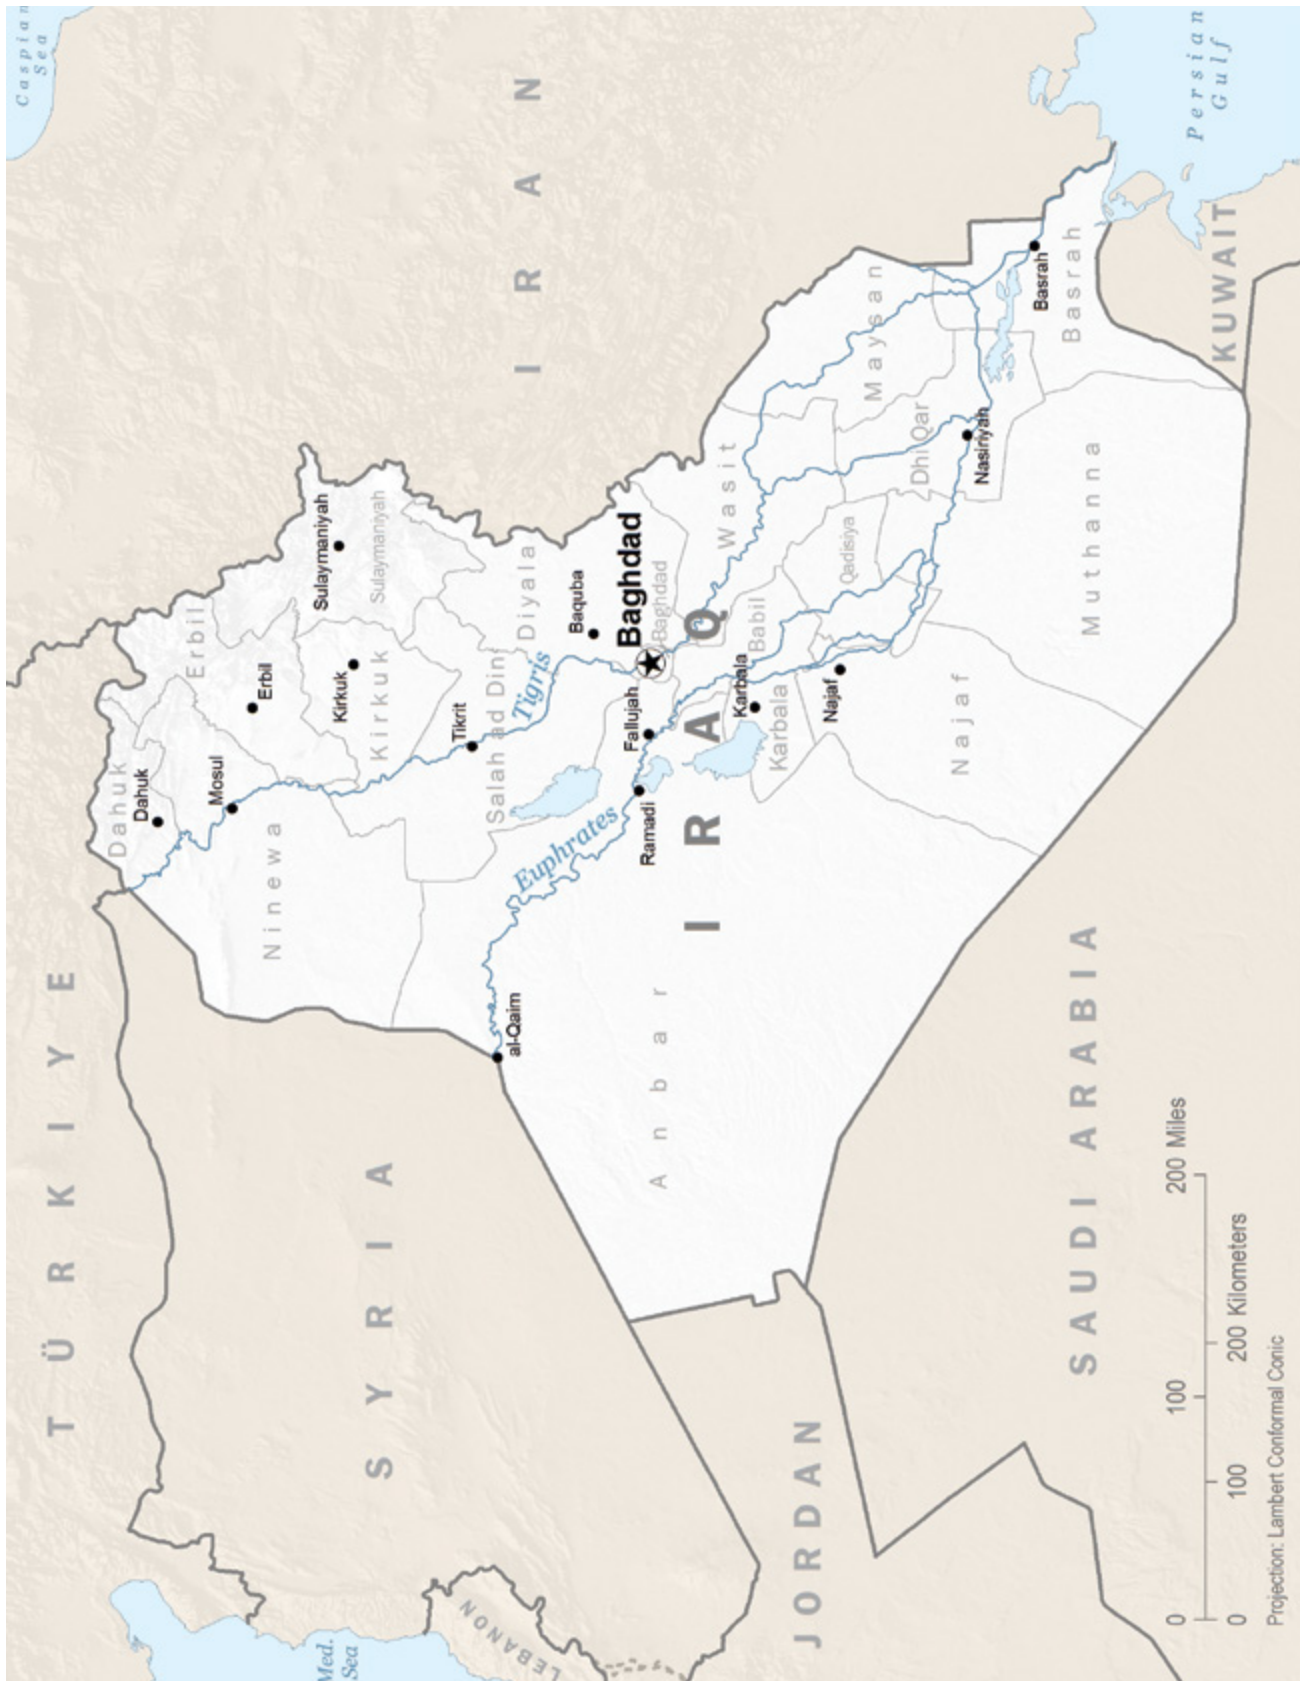 Caspian
Sea
TÜRKIYE
Dahuk
Dahuk
Mosul
Erbil
Erbil
Ninewa
Sulaymaniyah
Sulaymaniyah
Kirkuk
Kirkuk
SYRIA
IRAN
Tikrit
Salah ad Din
Tigris
Diyala
al-Qaim
Euphrates
Baquba
LEBANON
Med.
Sea
Anbar
Ramadi
Fallujah
Baghdad
Baghdad
IRAQ
Wasit
Karbala
Karbala
Babil
JORDAN
Najaf
Najaf
Qadisiya
Maysan
Dhi Qar
Nasiriyah
Muthanna
Basrah
Basrah
SAUDI ARABIA
KUWAIT
Persian
Gulf
0 100 200 Miles
0 100 200 Kilometers
Projection: Lambert Conformal Conic